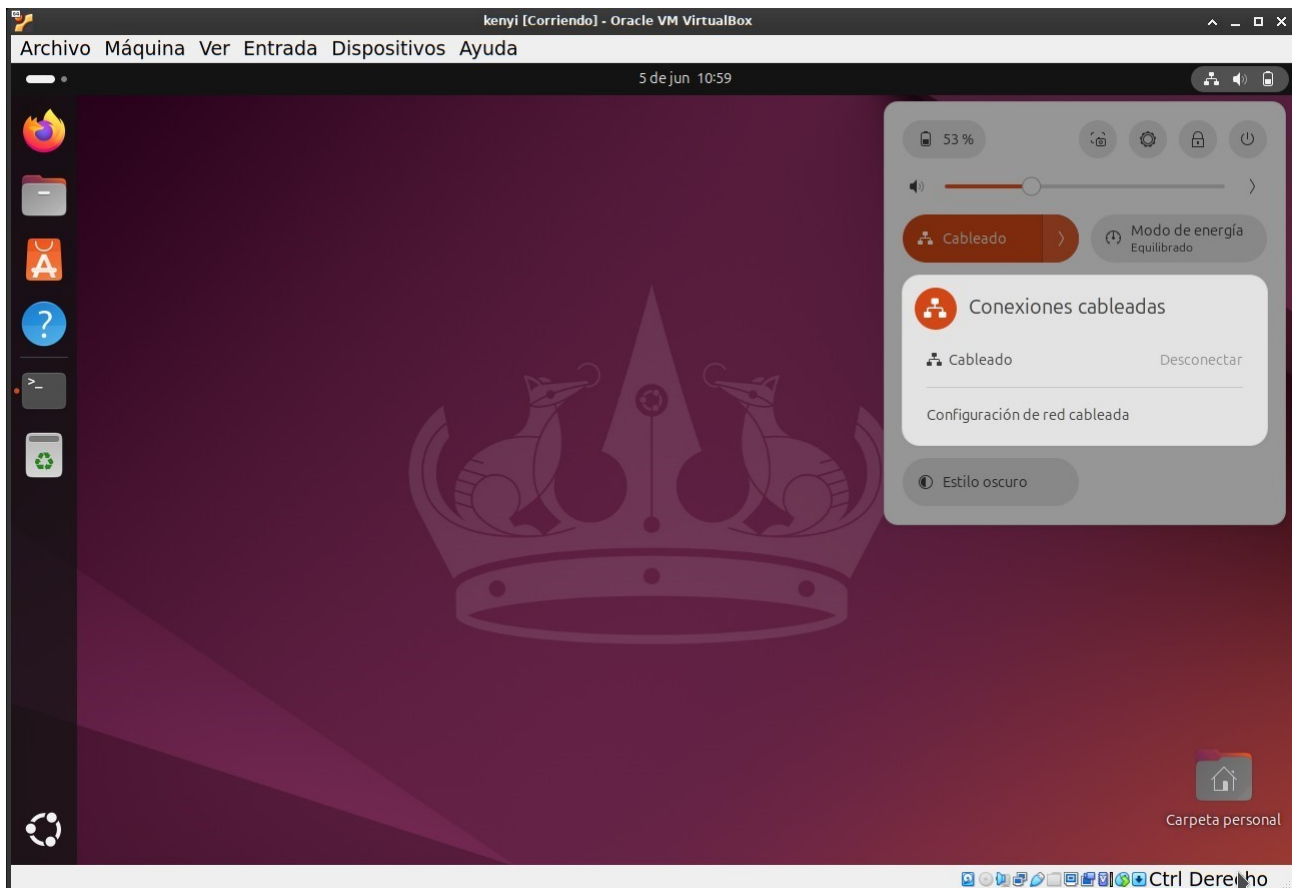 kenyi [Corriendo] - Oracle VM VirtualBox
Archivo Máquina Ver Entrada Dispositivos Ayuda
5 de jun 10:59
53 %
Cableado
Modo de energía
Equilibrado
Conexiones cableadas
Cableado Desconectar
Configuración de red cableada
Estilo oscuro
Carpeta personal
Ctrl Derecho